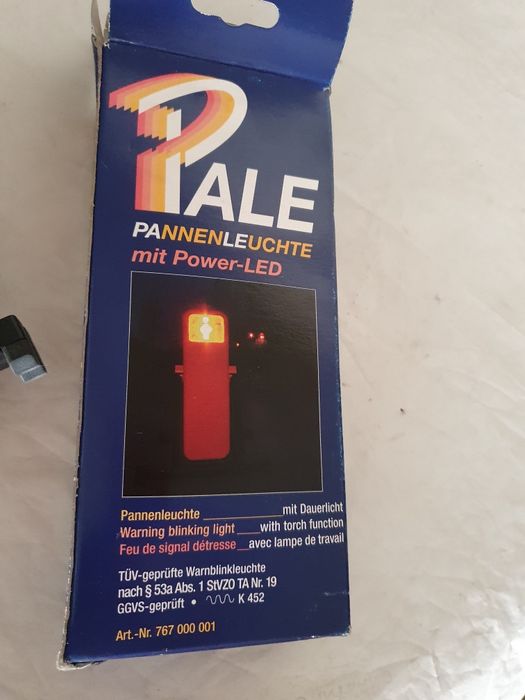 PALE
PANNENLEUCHTE
mit Power-LED
Pannenleuchte mit Dauerlicht
Warning blinking light with torch function
Feu de signal détresse avec lampe de travail
TÜV-geprüfte Warnblinkleuchte
nach § 53a Abs. 1 StVZO TA Nr. 19
GGVS-geprüft • K 452
Art.-Nr. 767 000 001